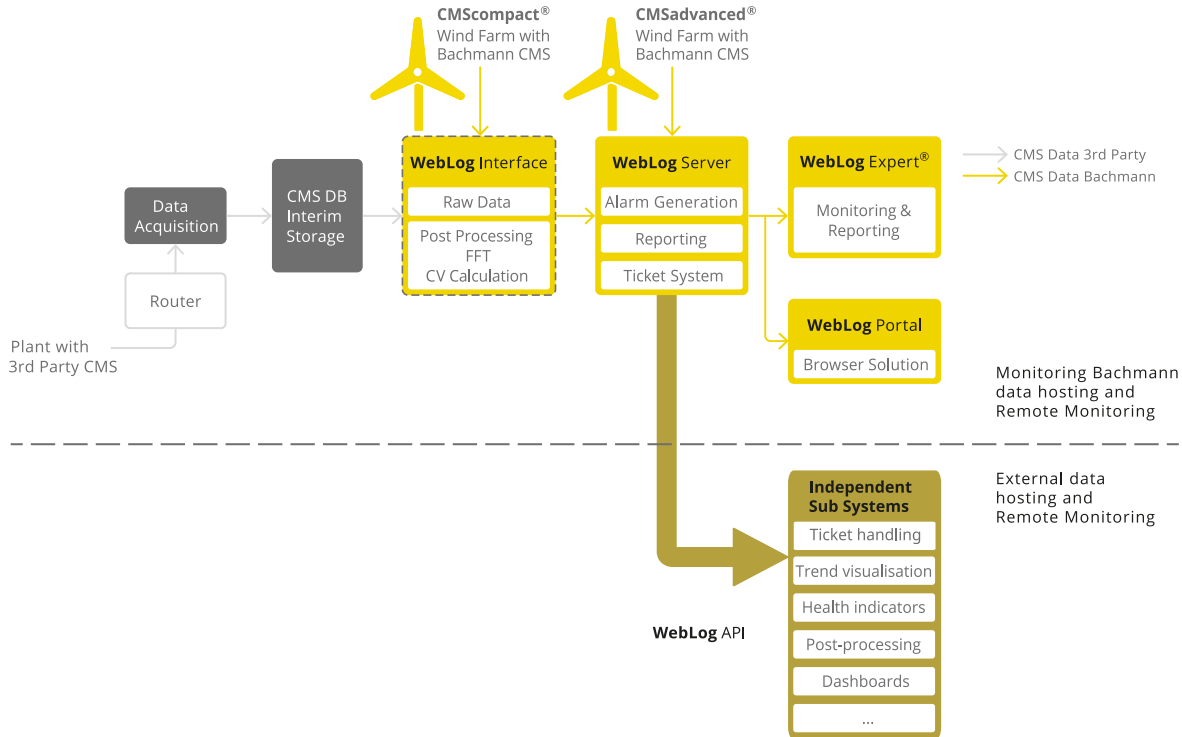 CMScompact®
Wind Farm with
Bachmann CMS
CMSadvanced®
Wind Farm with
Bachmann CMS
WebLog Interface
Raw Data
Post Processing
FFT
CV Calculation
WebLog Server
Alarm Generation
Reporting
Ticket System
WebLog Expert®
Monitoring &
Reporting
CMS Data 3rd Party
CMS Data Bachmann
Data
Acquisition
CMS DB
Interim
Storage
Router
Plant with
3rd Party CMS
WebLog Portal
Browser Solution
Monitoring Bachmann
data hosting and
Remote Monitoring
External data
hosting and
Remote Monitoring
Independent
Sub Systems
Ticket handling
Trend visualisation
Health indicators
Post-processing
Dashboards
...
WebLog API